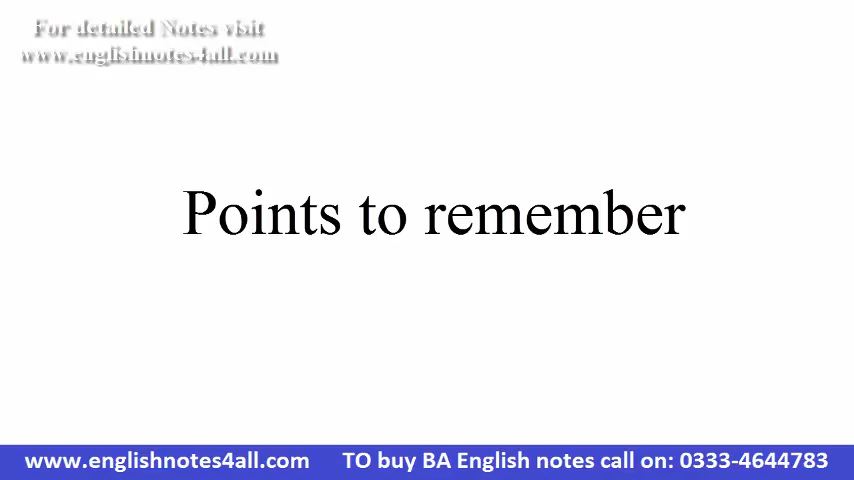 For detailed Notes visit
www.englishnotes4all.com
Points to remember
www.englishnotes4all.com TO buy BA English notes call on: 0333-4644783